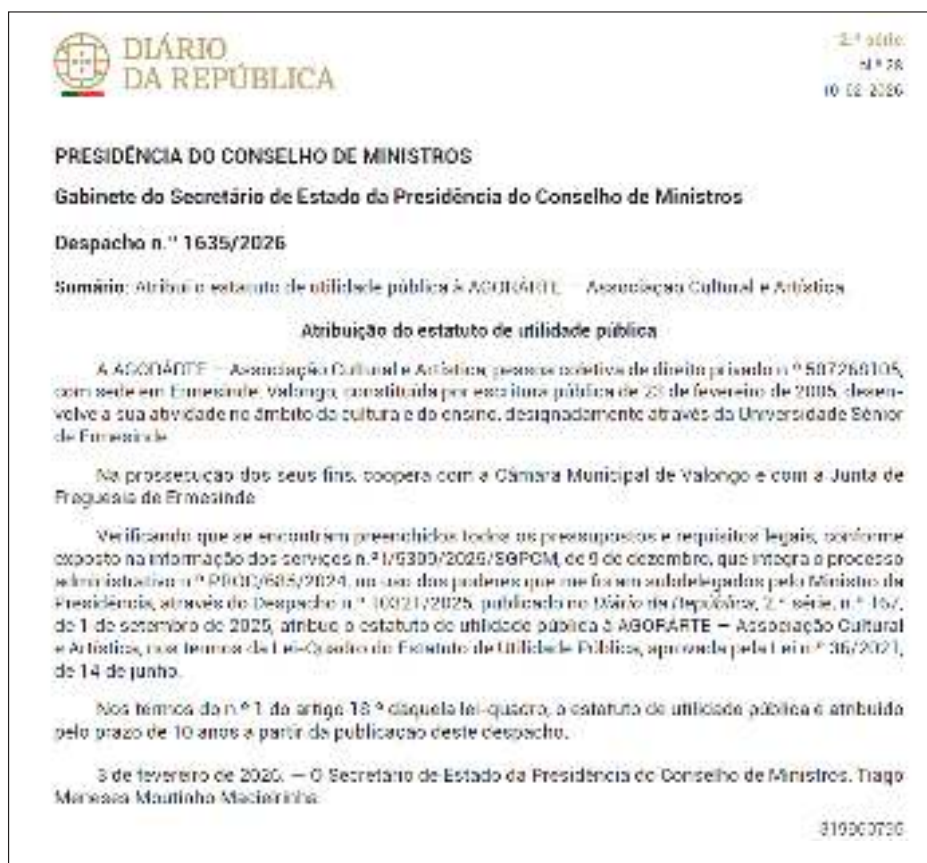 DIÁRIO
DA REPÚBLICA
2.ª série
N.º 28
10-02-2026
PRESIDÊNCIA DO CONSELHO DE MINISTROS
Gabinete do Secretário de Estado da Presidência do Conselho de Ministros
Despacho n.º 1635/2026
Sumário: Atribui o estatuto de utilidade pública à AGORÁRTE — Associação Cultural e Artística.
Atribuição do estatuto de utilidade pública
A AGORÁRTE — Associação Cultural e Artística, pessoa coletiva de direito privado n.º
com sede em Ermesinde, Valongo, constituída por escritura pública de 23 de fevereiro de 2005, desen-
volve a sua atividade no âmbito da cultura e do ensino, designadamente através da Universidade Sénior
de Ermesinde.
Na prossecução dos seus fins, coopera com a Câmara Municipal de Valongo e com a Junta de
Freguesia de Ermesinde.
Verificando que se encontram preenchidos todos os pressupostos e requisitos legais, conforme
exposto na informação dos serviços n.º I/5309/2025/SGPCM, de 9 de dezembro, que integra o processo
administrativo n.º no uso dos poderes que me foram subdelegados pelo Ministro da
Presidência, através do Despacho n.º 10321/2025, publicado no Diário da República, 2.ª série, n.º 167,
de 1 de setembro de 2025, atribuo o estatuto de utilidade pública à AGORÁRTE — Associação Cultural
e Artística, nos termos da Lei-Quadro do Estatuto de Utilidade Pública, aprovada pela Lei n.º 36/2021,
de 14 de junho.
Nos termos do n.º 1 do artigo 18.º daquela lei-quadro, o estatuto de utilidade pública é atribuído
pelo prazo de 10 anos a partir da publicação deste despacho.
3 de fevereiro de 2026. — O Secretário de Estado da Presidência do Conselho de Ministros, Tiago
Meneses Moutinho Macieirinha.